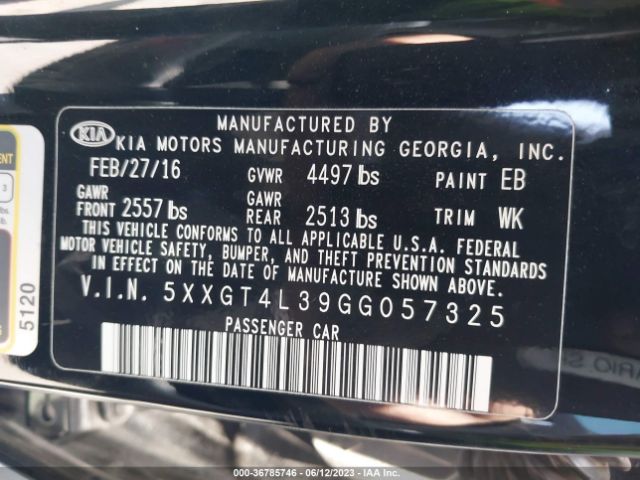 MANUFACTURED BY
KIA KIA MOTORS MANUFACTURING GEORGIA, INC.
FEB/27/16 GVWR 4497 lbs PAINT EB
GAWR FRONT 2557 lbs GAWR REAR 2513 lbs TRIM WK
THIS VEHICLE CONFORMS TO ALL APPLICABLE U.S.A. FEDERAL
MOTOR VEHICLE SAFETY, BUMPER, AND THEFT PREVENTION STANDARDS
IN EFFECT ON THE DATE OF MANUFACTURE SHOWN ABOVE.
V.I.N. 5XXGT4L39GG057325
PASSENGER CAR
3
5120
000-36785746 - 06/12/2023 - IAA Inc.